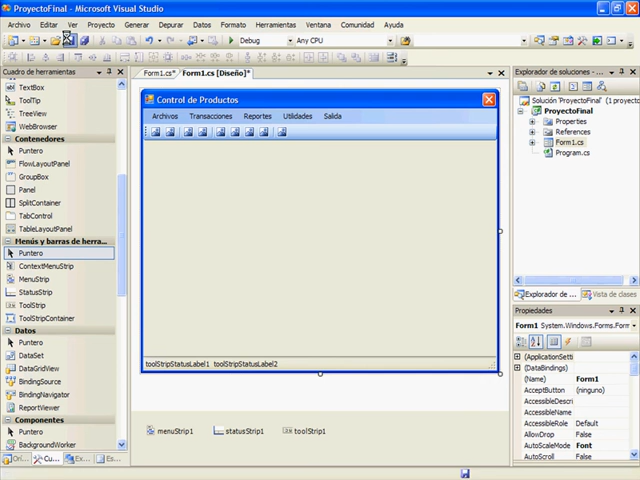 ProyectoFinal - Microsoft Visual Studio
Archivo Editar Ver Proyecto Generar Depurar Datos Formato Herramientas Ventana Comunidad Ayuda
Debug Any CPU
Cuadro de herramientas
TextBox
ToolTip
TreeView
WebBrowser
Contenedores
Puntero
FlowLayoutPanel
GroupBox
Panel
SplitContainer
TabControl
TableLayoutPanel
Menús y barras de herra...
Puntero
ContextMenuStrip
MenuStrip
StatusStrip
ToolStrip
ToolStripContainer
Datos
Puntero
DataSet
DataGridView
BindingSource
BindingNavigator
ReportViewer
Componentes
Puntero
BackgroundWorker
Orí... Cu... Ex... Es...
Form1.cs* Form1.cs [Diseño]*
Control de Productos
Archivos Transacciones Reportes Utilidades Salida
toolStripStatusLabel1 toolStripStatusLabel2
menuStrip1 statusStrip1 toolStrip1
Explorador de soluciones - ...
Solución 'ProyectoFinal' (1 proyec
ProyectoFinal
Properties
References
Form1.cs
Program.cs
Explorador de ... Vista de clases
Propiedades
Form1 System.Windows.Forms.Form
(ApplicationSetti
(DataBindings)
(Name) Form1
AcceptButton (ninguno)
AccessibleDescri
AccessibleName
AccessibleRole Default
AllowDrop False
AutoScaleMode Font
AutoScroll False